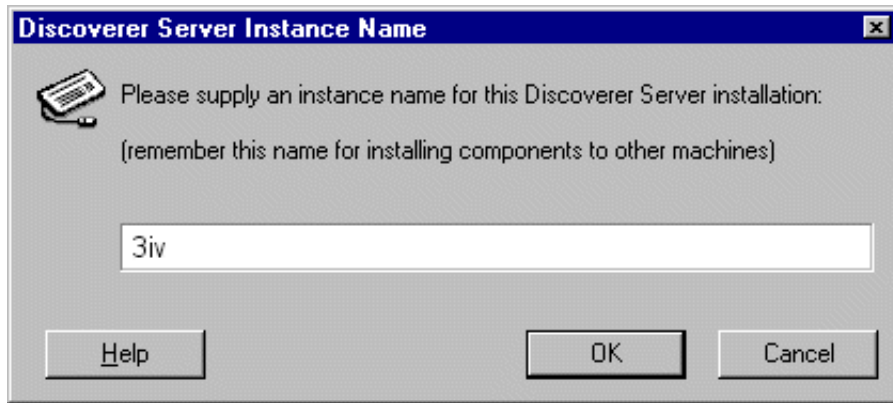 Discoverer Server Instance Name
Please supply an instance name for this Discoverer Server installation:
(remember this name for installing components to other machines)
3iv
Help OK Cancel